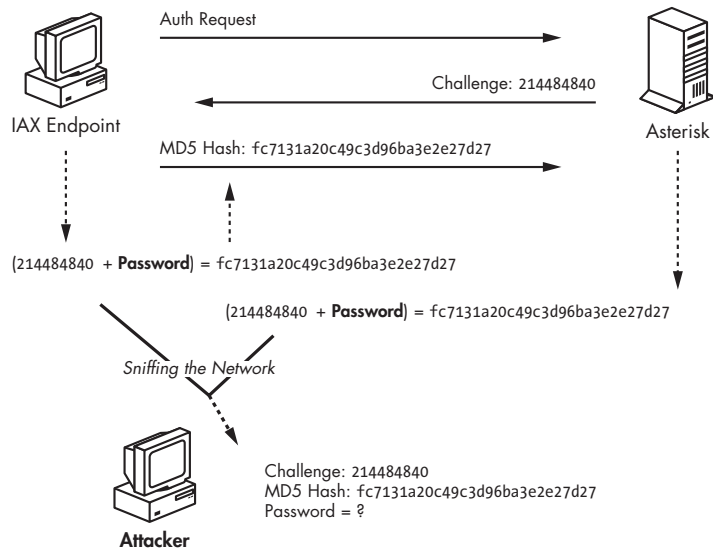 Auth Request
Challenge: 214484840
IAX Endpoint
Asterisk
MD5 Hash: fc7131a20c49c3d96ba3e2e27d27
(214484840 + Password) = fc7131a20c49c3d96ba3e2e27d27
(214484840 + Password) = fc7131a20c49c3d96ba3e2e27d27
Sniffing the Network
Challenge: 214484840
MD5 Hash: fc7131a20c49c3d96ba3e2e27d27
Password = ?
Attacker